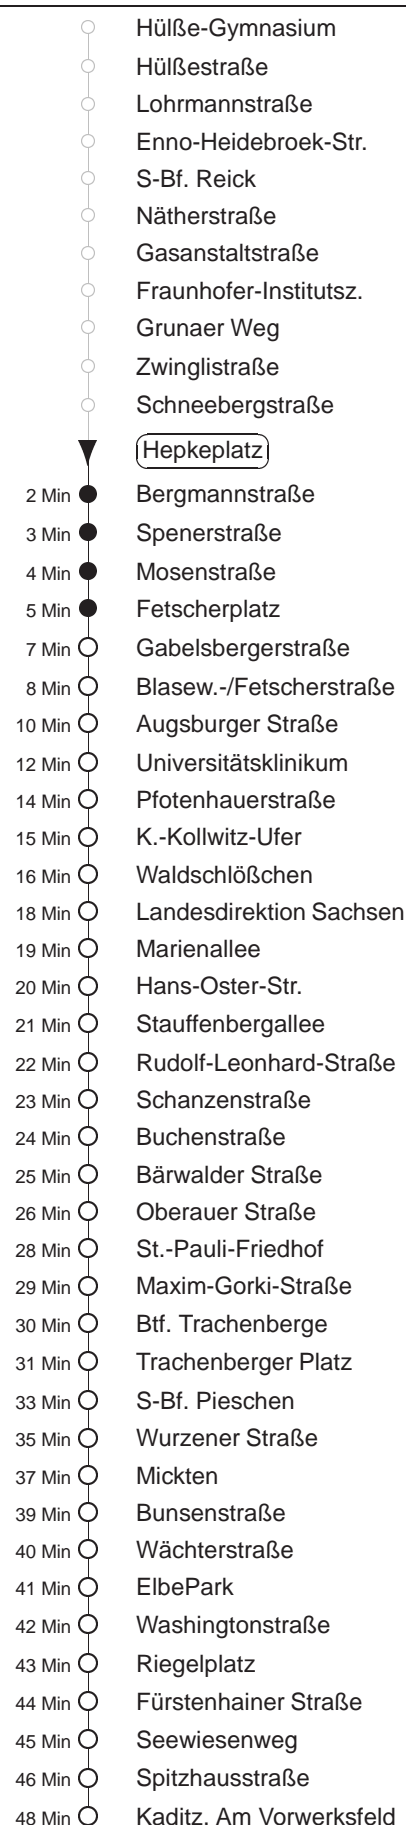 Hülße-Gymnasium
Hülßestraße
Lohrmannstraße
Enno-Heidebroek-Str.
S-Bf. Reick
Nätherstraße
Gasanstaltstraße
Fraunhofer-Institutsz.
Grunaer Weg
Zwinglistraße
Schneebergstraße
Hepkeplatz
2 Min Bergmannstraße
3 Min Spenerstraße
4 Min Mosenstraße
5 Min Fetscherplatz
7 Min Gabelsbergerstraße
8 Min Blasew.-/Fetscherstraße
10 Min Augsburger Straße
12 Min Universitätsklinikum
14 Min Pfotenhauerstraße
15 Min K.-Kollwitz-Ufer
16 Min Waldschlößchen
18 Min Landesdirektion Sachsen
19 Min Marienallee
20 Min Hans-Oster-Str.
21 Min Stauffenbergallee
22 Min Rudolf-Leonhard-Straße
23 Min Schanzenstraße
24 Min Buchenstraße
25 Min Bärwalder Straße
26 Min Oberauer Straße
28 Min St.-Pauli-Friedhof
29 Min Maxim-Gorki-Straße
30 Min Btf. Trachenberge
31 Min Trachenberger Platz
33 Min S-Bf. Pieschen
35 Min Wurzener Straße
37 Min Mickten
39 Min Bunsenstraße
40 Min Wächterstraße
41 Min ElbePark
42 Min Washingtonstraße
43 Min Riegelplatz
44 Min Fürstenhainer Straße
45 Min Seewiesenweg
46 Min Spitzhausstraße
48 Min Kaditz, Am Vorwerksfeld